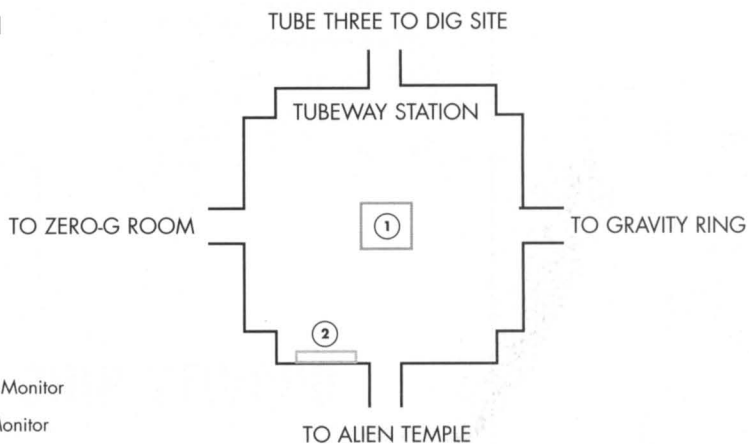 TUBE THREE TO DIG SITE
TUBEWAY STATION
TO ZERO-G ROOM
1
TO GRAVITY RING
2
Monitor
onitor
TO ALIEN TEMPLE